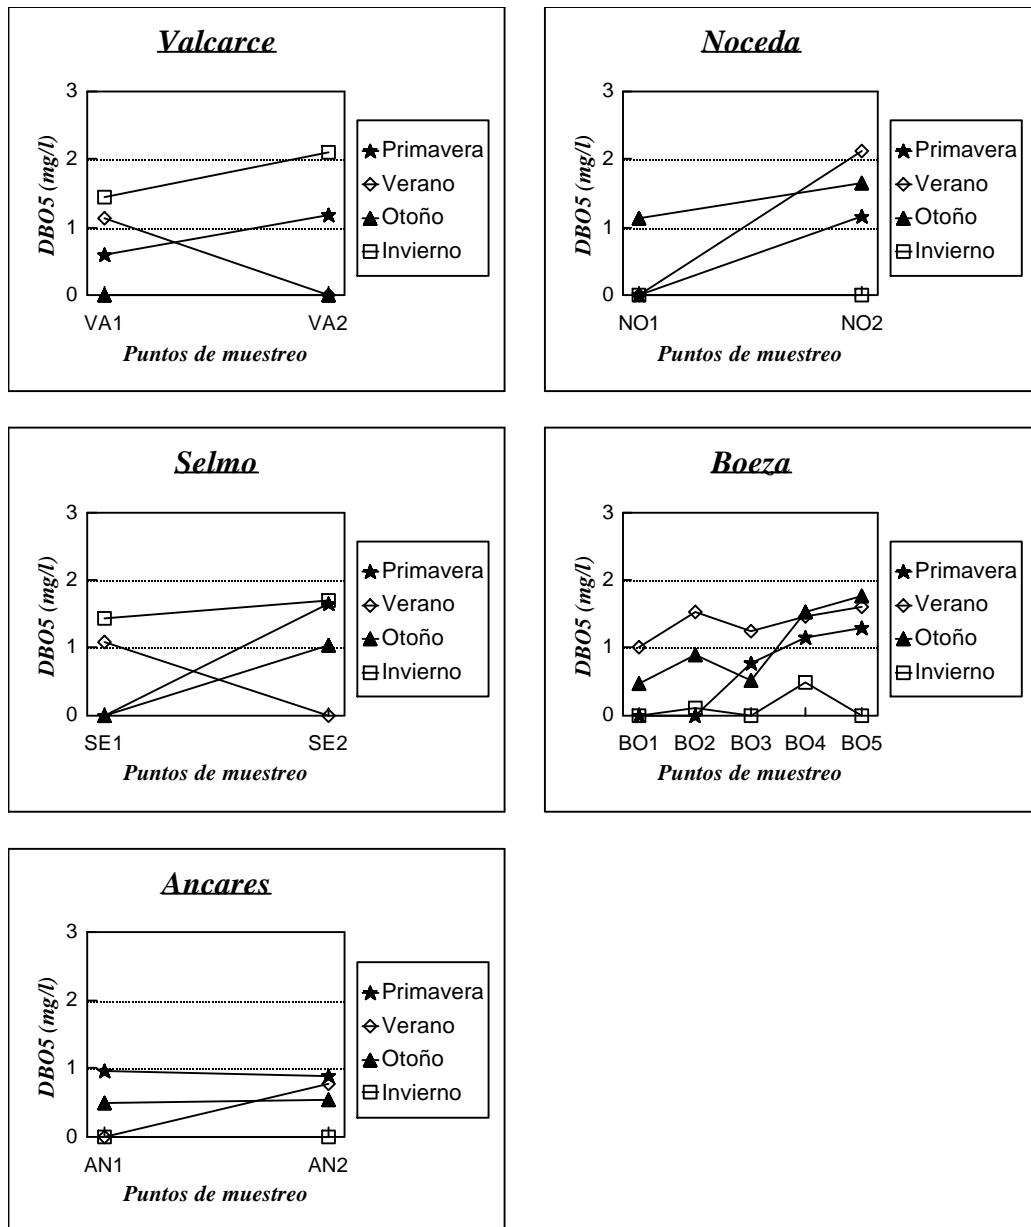 Valcarce
3
2
1
0
DBO5 (mg/l)
VA1 VA2
Puntos de muestreo
Primavera
Verano
Otoño
Invierno
Noceda
3
2
1
0
DBO5 (mg/l)
NO1 NO2
Puntos de muestreo
Primavera
Verano
Otoño
Invierno
Selmo
3
2
1
0
DBO5 (mg/l)
SE1 SE2
Puntos de muestreo
Primavera
Verano
Otoño
Invierno
Boeza
3
2
1
0
DBO5 (mg/l)
BO1 BO2 BO3 BO4 BO5
Puntos de muestreo
Primavera
Verano
Otoño
Invierno
Ancares
3
2
1
0
DBO5 (mg/l)
AN1 AN2
Puntos de muestreo
Primavera
Verano
Otoño
Invierno